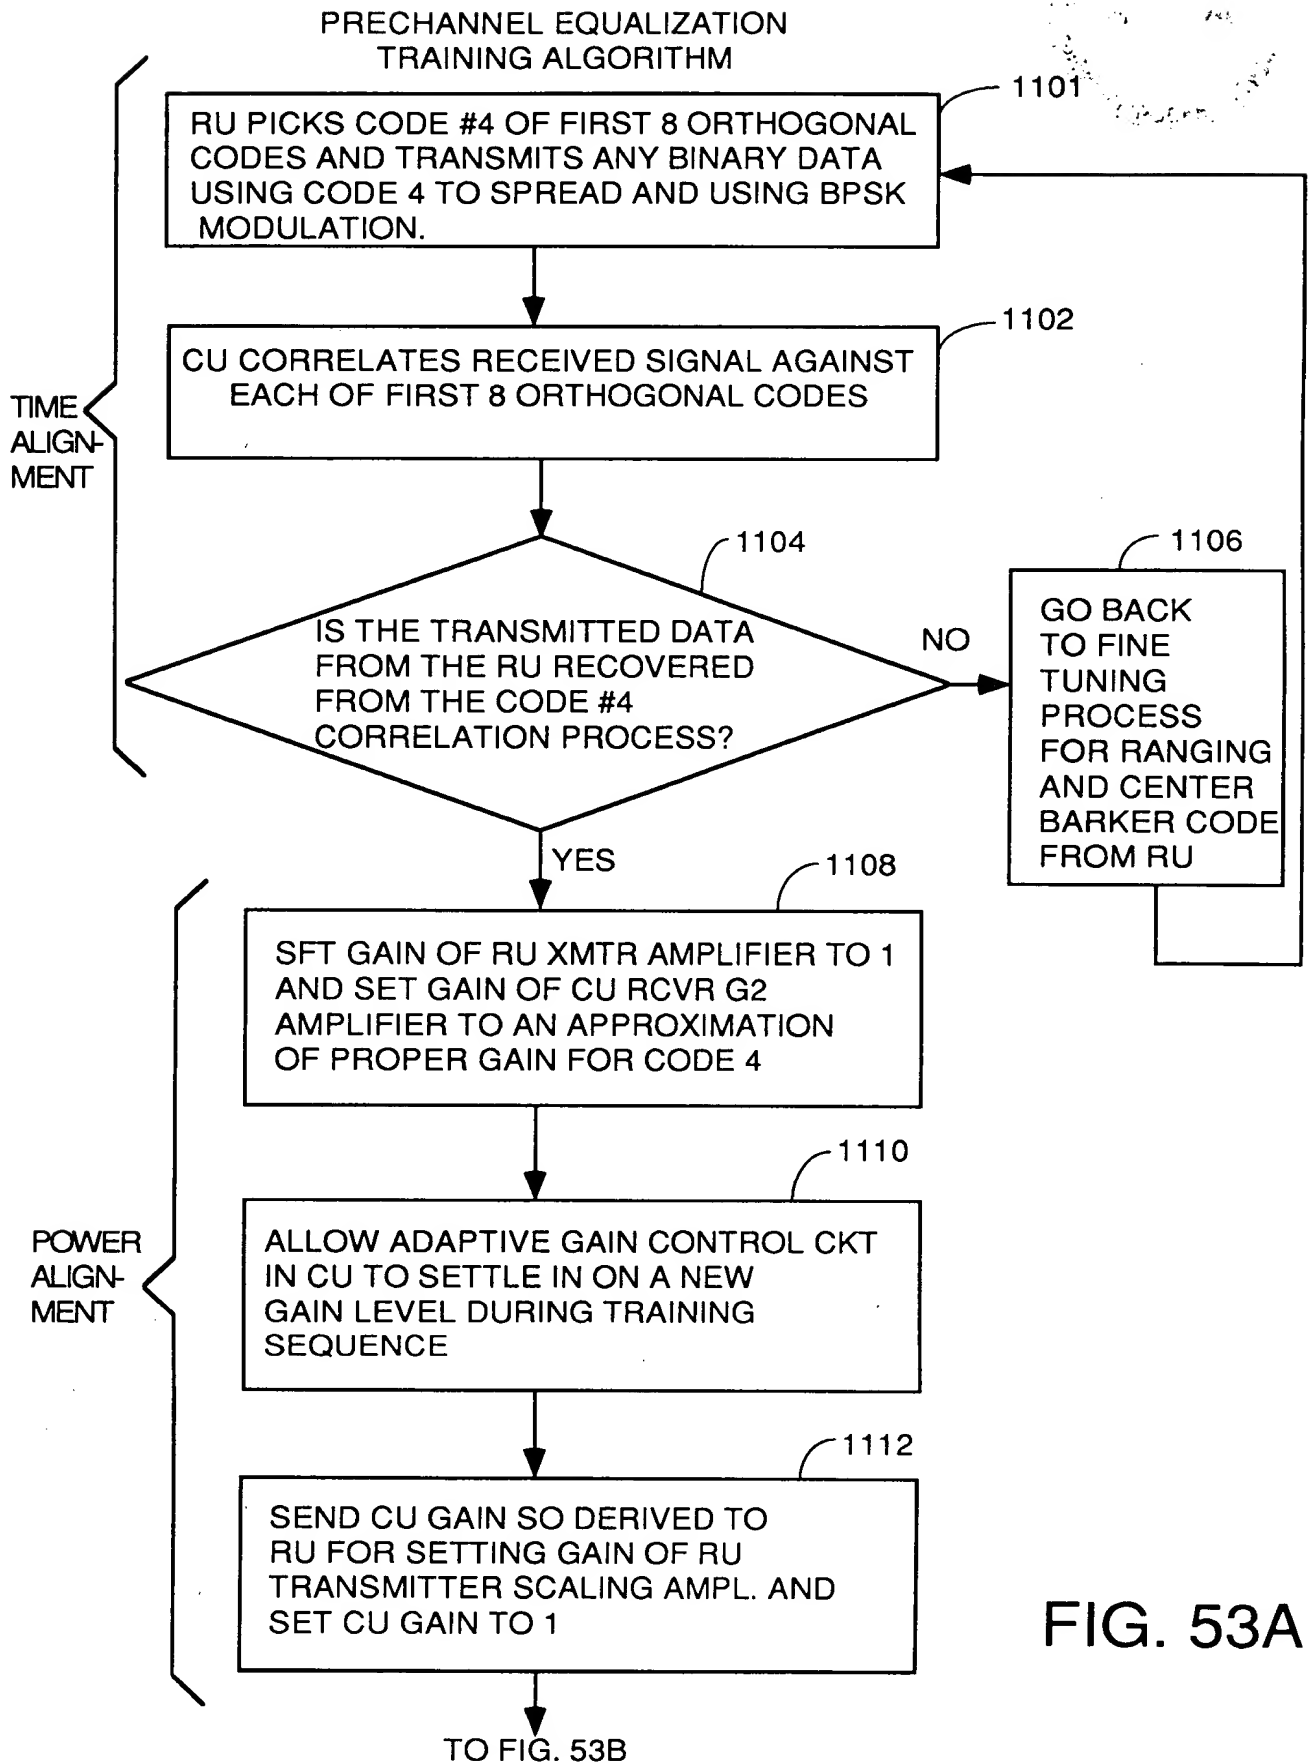 PRECHANNEL EQUALIZATION
TRAINING ALGORITHM
1101
RU PICKS CODE #4 OF FIRST 8 ORTHOGONAL
CODES AND TRANSMITS ANY BINARY DATA
USING CODE 4 TO SPREAD AND USING BPSK
MODULATION.
1102
CU CORRELATES RECEIVED SIGNAL AGAINST
EACH OF FIRST 8 ORTHOGONAL CODES
TIME
ALIGN-
MENT
1104
IS THE TRANSMITTED DATA
FROM THE RU RECOVERED
FROM THE CODE #4
CORRELATION PROCESS?
NO
1106
GO BACK
TO FINE
TUNING
PROCESS
FOR RANGING
AND CENTER
BARKER CODE
FROM RU
YES
1108
SFT GAIN OF RU XMTR AMPLIFIER TO 1
AND SET GAIN OF CU RCVR G2
AMPLIFIER TO AN APPROXIMATION
OF PROPER GAIN FOR CODE 4
1110
ALLOW ADAPTIVE GAIN CONTROL CKT
IN CU TO SETTLE IN ON A NEW
GAIN LEVEL DURING TRAINING
SEQUENCE
POWER
ALIGN-
MENT
1112
SEND CU GAIN SO DERIVED TO
RU FOR SETTING GAIN OF RU
TRANSMITTER SCALING AMPL. AND
SET CU GAIN TO 1
FIG. 53A
TO FIG. 53B